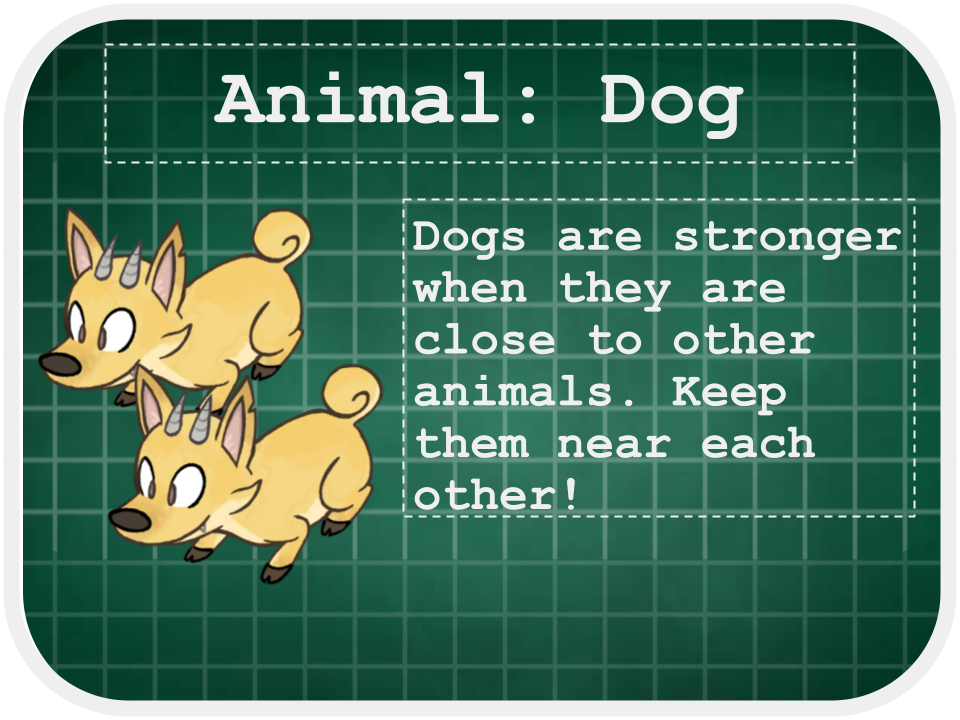 Animal: Dog
Dogs are stronger
when they are
close to other
animals. Keep
them near each
other!